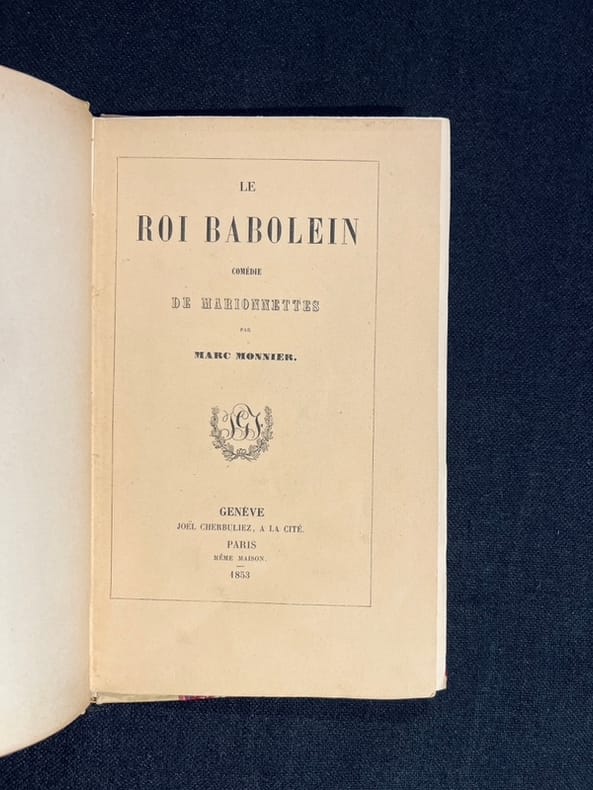 LE
ROI BABOLEIN
COMÉDIE
DE MARIONNETTES
PAR
MARC MONNIER.
GENÈVE
JOËL CHERBULIEZ, A LA CITÉ.
PARIS
MÊME MAISON.
1853